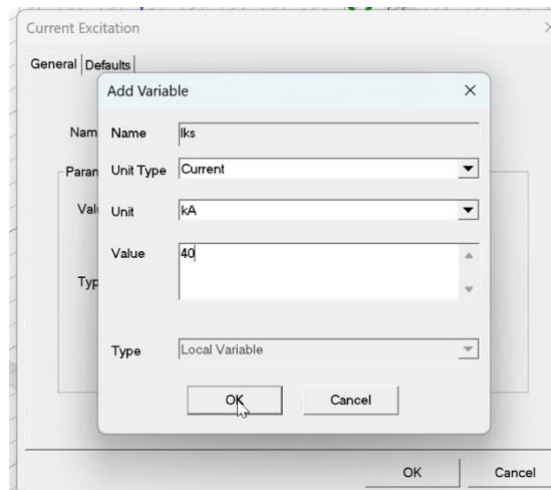 Current Excitation
General Defaults
Add Variable
Nam
Name Iks
Param
Unit Type Current
Unit kA
Value 40
Typ
Type Local Variable
OK Cancel
OK Cancel